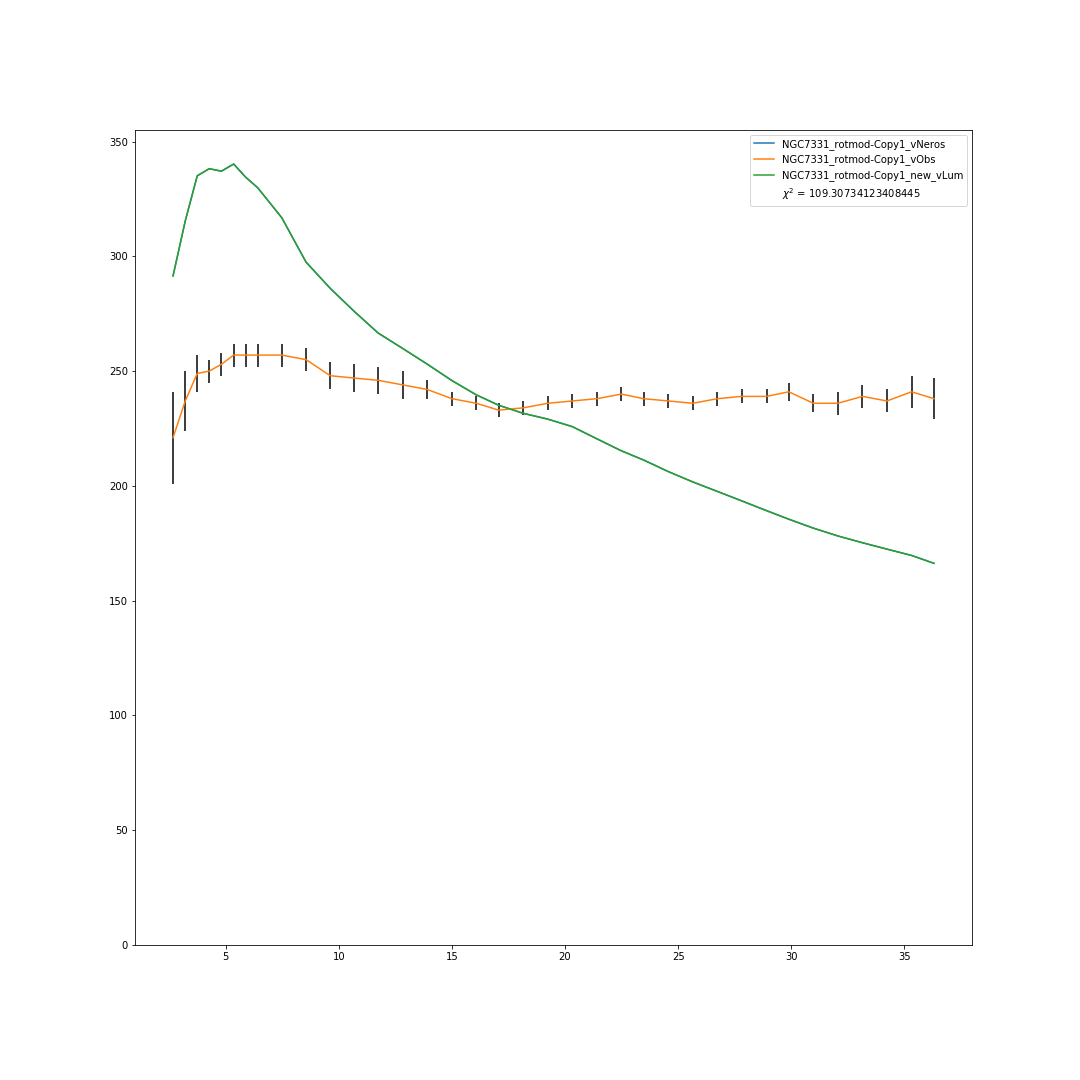 350
300
250
200
150
100
50
0
5 10 15 20 25 30 35
NGC7331_rotmod-Copy1_vNeros
NGC7331_rotmod-Copy1_vObs
NGC7331_rotmod-Copy1_new_vLum
χ² = 109.30734123408445